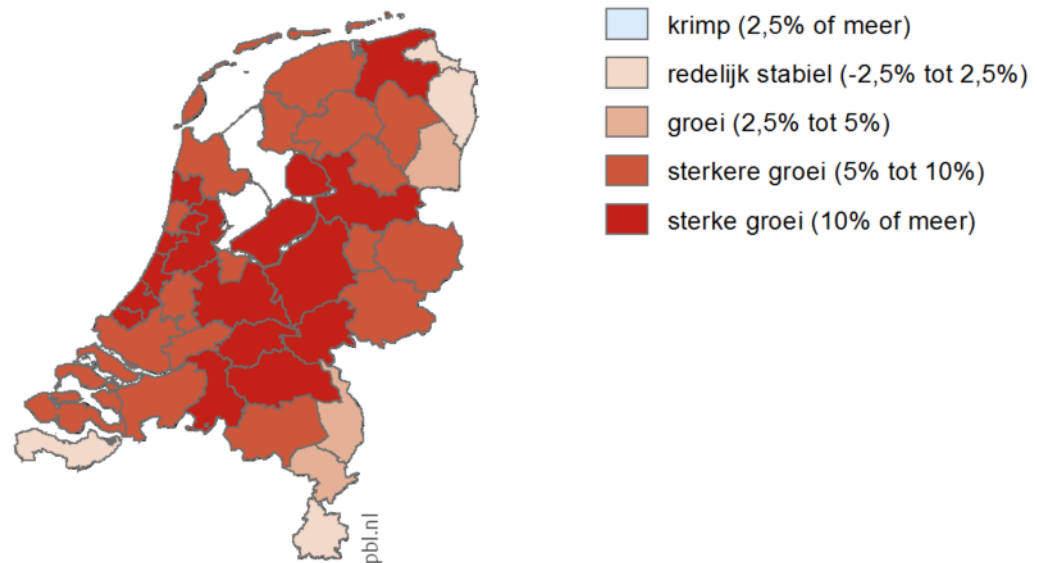 krimp (2,5% of meer)
redelijk stabiel (-2,5% tot 2,5%)
groei (2,5% tot 5%)
sterkere groei (5% tot 10%)
sterke groei (10% of meer)
pbl.nl